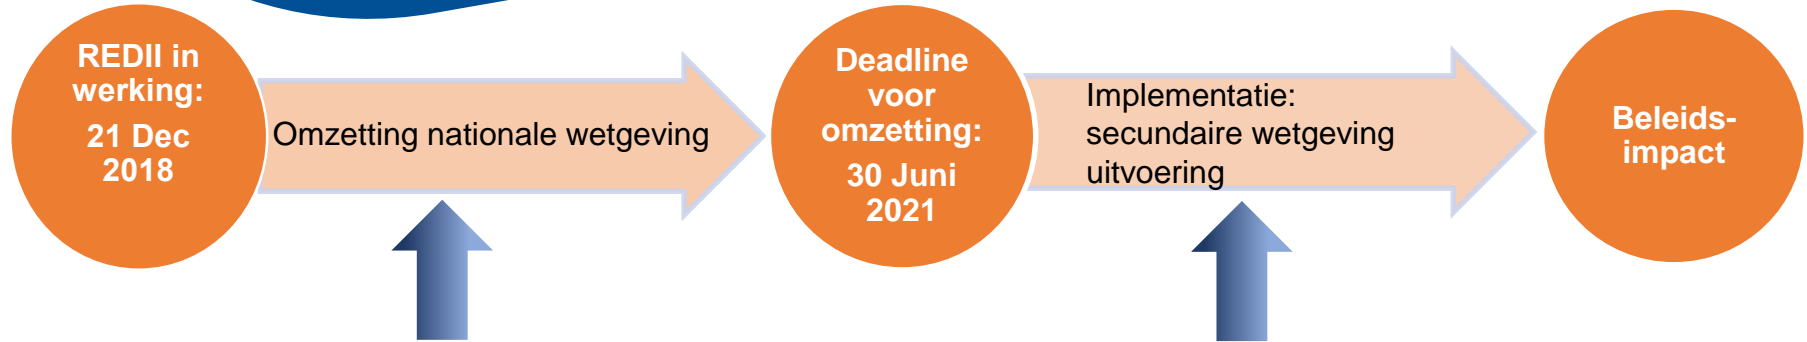 REDII in
werking:
21 Dec
2018
Omzetting nationale wetgeving
Deadline
voor
omzetting:
30 Juni
2021
Implementatie:
secundaire wetgeving
uitvoering
Beleids-
impact